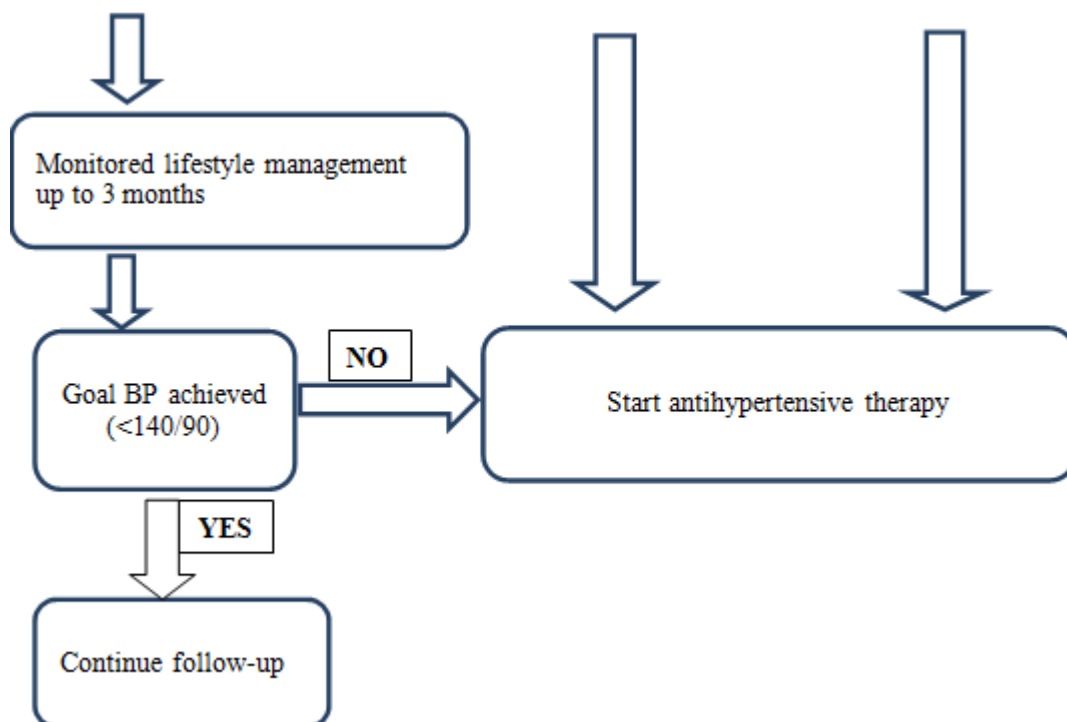 Monitored lifestyle management
up to 3 months
Goal BP achieved
(<140/90)
NO
Start antihypertensive therapy
YES
Continue follow-up